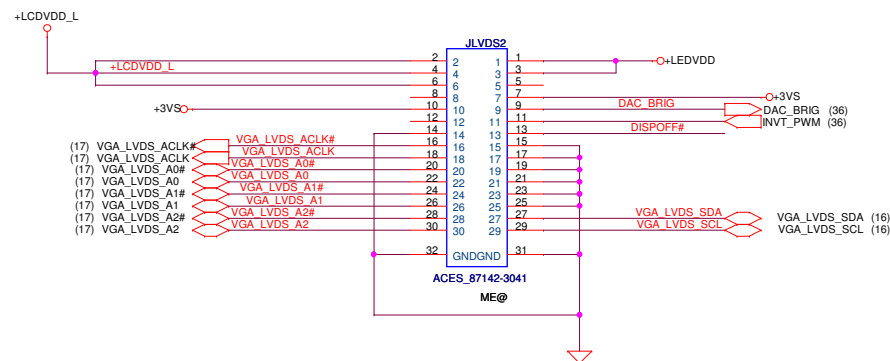 +LCDVDD_L
JLVDS2
2 2 1 1 +LEDVDD
+LCDVDD_L 4 4 3 3
6 6 5 5
8 8 7 7 +3VS
+3VS 10 10 9 9 DAC_BRIG DAC_BRIG (36)
12 12 11 11 INVT_PWM (36)
14 14 13 13 DISPOFF#
(17) VGA_LVDS_ACLK# VGA_LVDS_ACLK# 16 16 15 15
(17) VGA_LVDS_ACLK VGA_LVDS_ACLK 18 18 17 17
(17) VGA_LVDS_A0# VGA_LVDS_A0# 20 20 19 19
(17) VGA_LVDS_A0 VGA_LVDS_A0 22 22 21 21
(17) VGA_LVDS_A1# VGA_LVDS_A1# 24 24 23 23
(17) VGA_LVDS_A1 VGA_LVDS_A1 26 26 25 25
(17) VGA_LVDS_A2# VGA_LVDS_A2# 28 28 27 27 VGA_LVDS_SDA VGA_LVDS_SDA (16)
(17) VGA_LVDS_A2 VGA_LVDS_A2 30 30 29 29 VGA_LVDS_SCL VGA_LVDS_SCL (16)
32 GNDGND 31
ACES_87142-3041
ME@